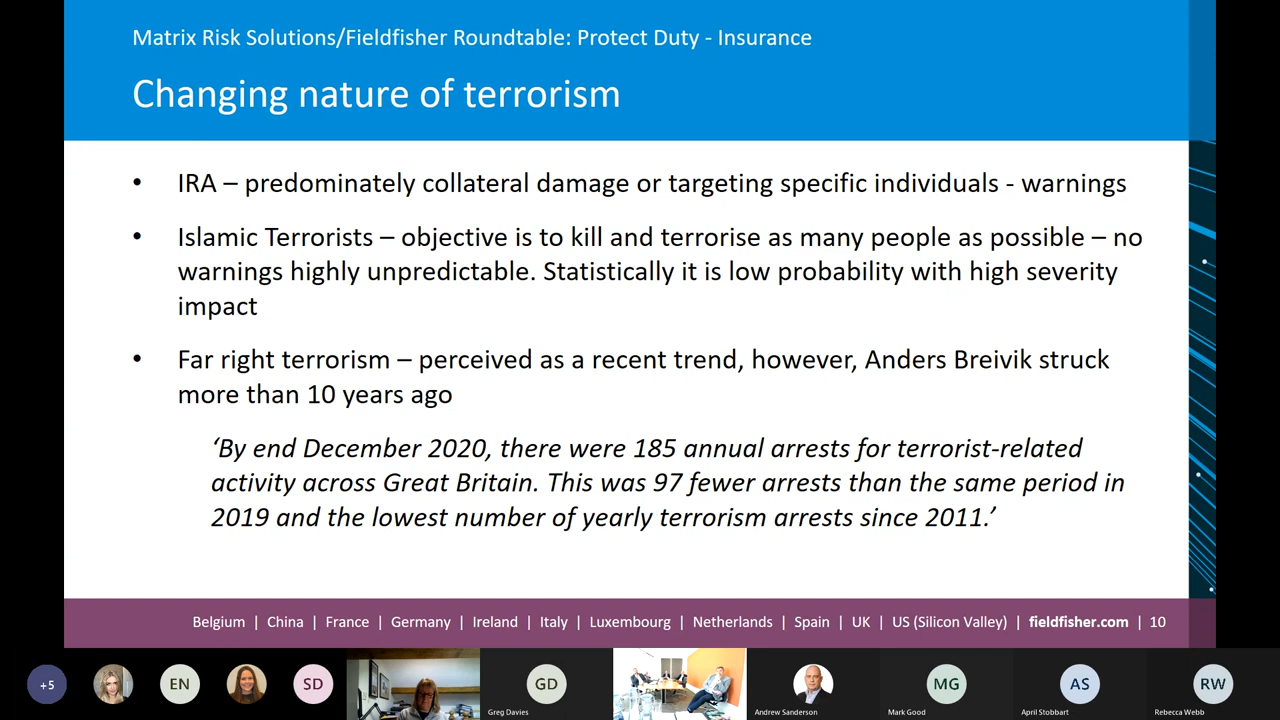 Matrix Risk Solutions/Fieldfisher Roundtable: Protect Duty - Insurance
Changing nature of terrorism
• IRA – predominately collateral damage or targeting specific individuals - warnings
• Islamic Terrorists – objective is to kill and terrorise as many people as possible – no
warnings highly unpredictable. Statistically it is low probability with high severity
impact
• Far right terrorism – perceived as a recent trend, however, Anders Breivik struck
more than 10 years ago
‘By end December 2020, there were 185 annual arrests for terrorist-related
activity across Great Britain. This was 97 fewer arrests than the same period in
2019 and the lowest number of yearly terrorism arrests since 2011.’
Belgium | China | France | Germany | Ireland | Italy | Luxembourg | Netherlands | Spain | UK | US (Silicon Valley) | fieldfisher.com | 10
+5 EN SD GD MG AS RW
Greg Davies Andrew Sanderson Mark Good April Stobbart Rebecca Webb